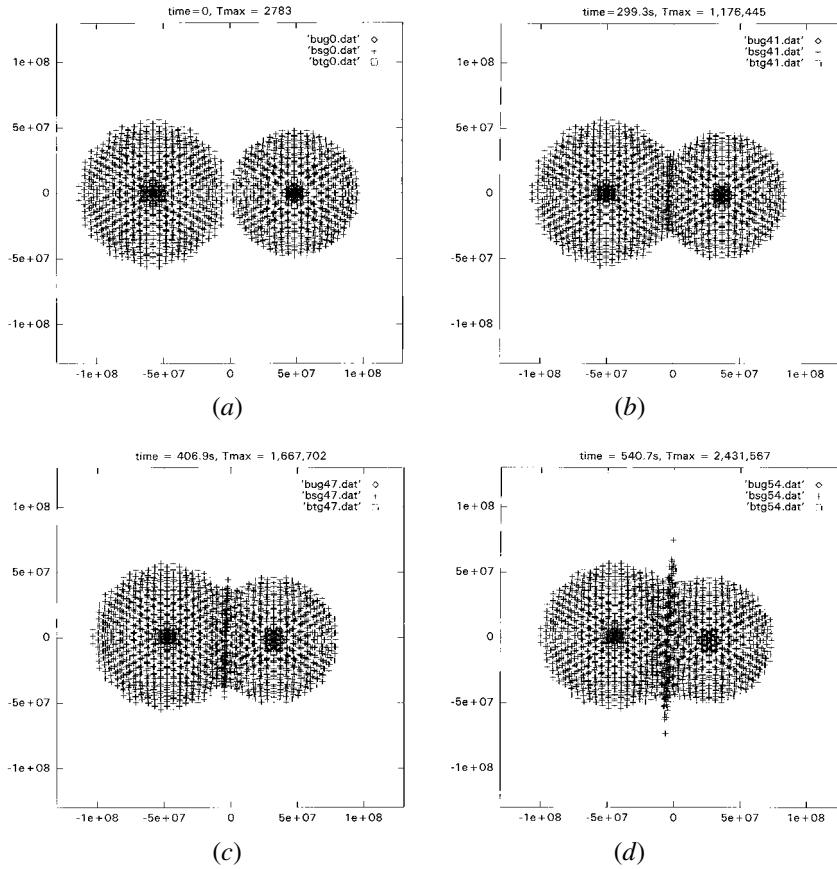 time=0, Tmax = 2783
'bug0.dat' ◇
'bsg0.dat' +
'btg0.dat' □
1e+08
5e+07
0
-5e+07
-1e+08
-1e+08 -5e+07 0 5e+07 1e+08
(a)
time=299.3s, Tmax = 1,176,445
'bug41.dat' ◇
'bsg41.dat' +
'btg41.dat' □
1e+08
5e+07
0
-5e+07
-1e+08
-1e+08 -5e+07 0 5e+07 1e+08
(b)
time = 406.9s, Tmax = 1,667,702
'bug47.dat' ◇
'bsg47.dat' +
'btg47.dat' □
1e+08
5e+07
0
-5e+07
-1e+08
-1e+08 -5e+07 0 5e+07 1e+08
(c)
time = 540.7s, Tmax = 2,431,567
'bug54.dat' ◇
'bsg54.dat' +
'btg54.dat' □
1e+08
5e+07
0
-5e+07
-1e+08
-1e+08 -5e+07 0 5e+07 1e+08
(d)